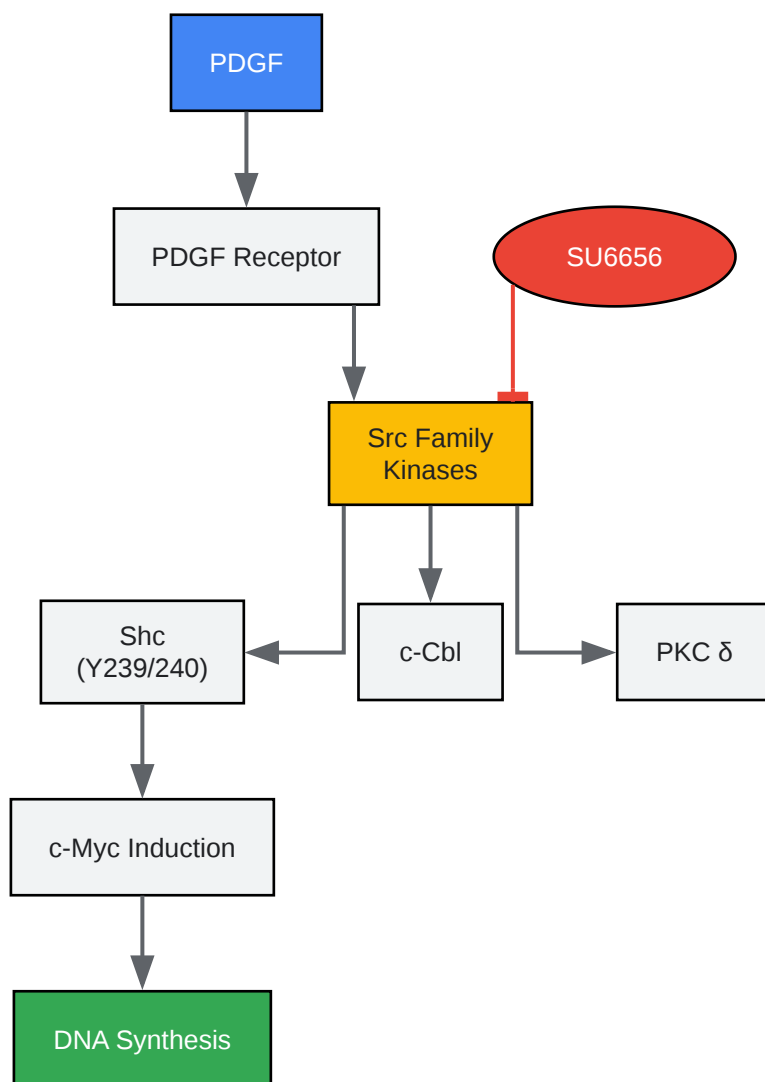 PDGF
PDGF Receptor
SU6656
Src Family
Kinases
Shc
(Y239/240)
c-Cbl
PKC δ
c-Myc Induction
DNA Synthesis